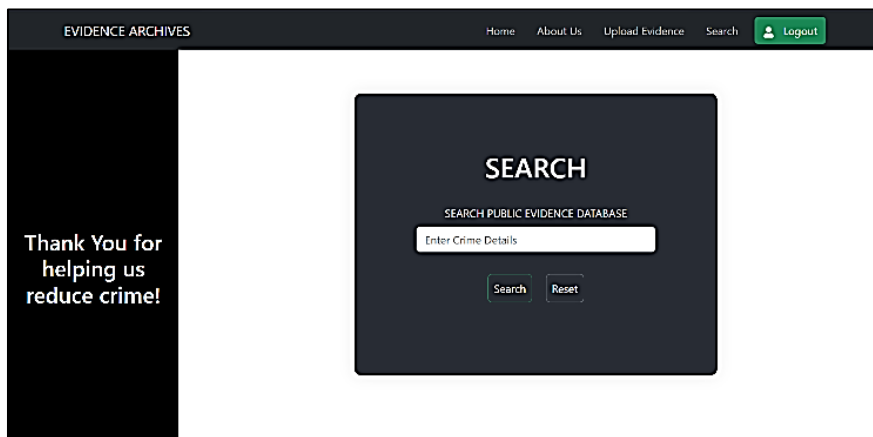 EVIDENCE ARCHIVES
Home About Us Upload Evidence Search Logout
Thank You for
helping us
reduce crime!
SEARCH
SEARCH PUBLIC EVIDENCE DATABASE
Enter Crime Details
Search Reset